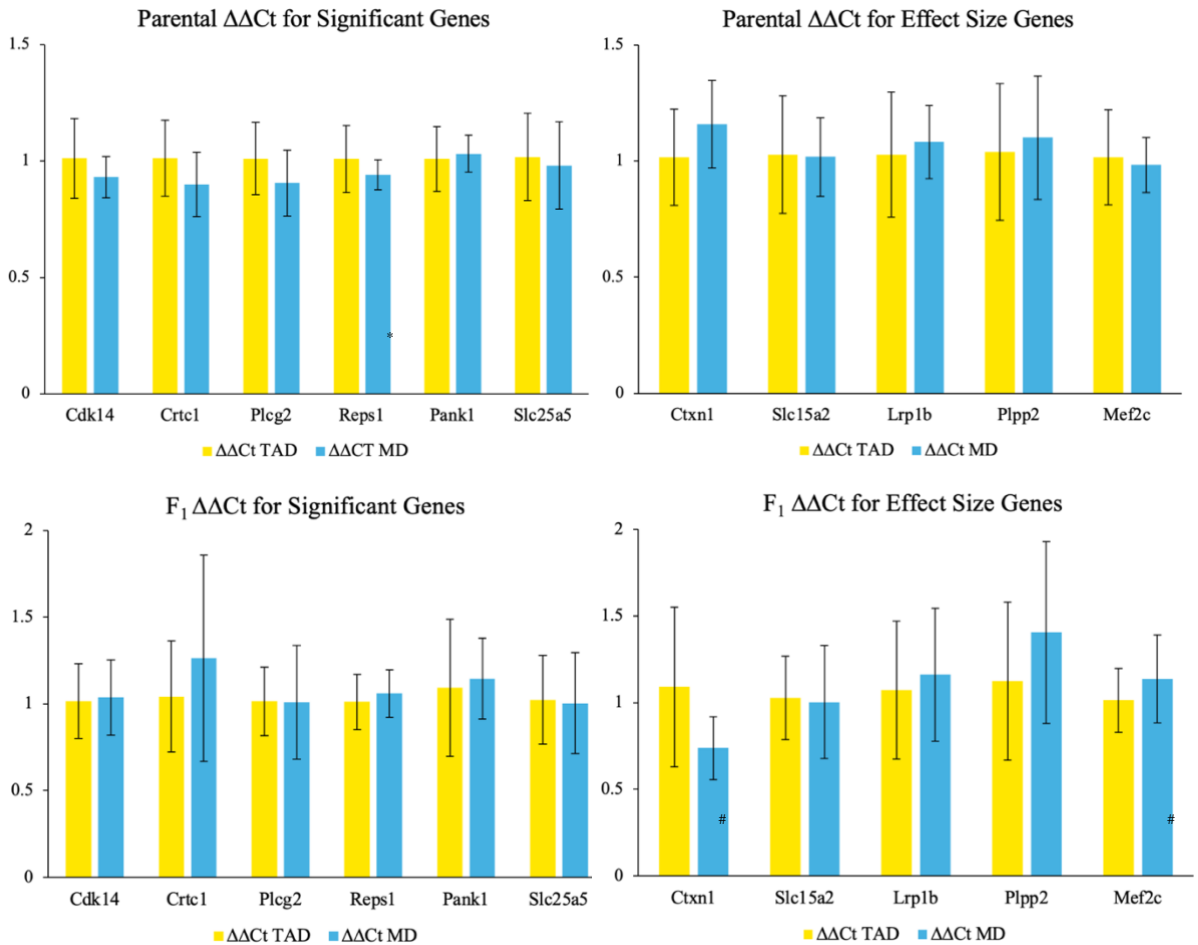 Parental ΔΔCt for Significant Genes
1.5
1
0.5
0
*
Cdk14 Crtc1 Plcg2 Reps1 Pank1 Slc25a5
ΔΔCt TAD ΔΔCT MD
Parental ΔΔCt for Effect Size Genes
1.5
1
0.5
0
Ctxn1 Slc15a2 Lrp1b Plpp2 Mef2c
ΔΔCt TAD ΔΔCt MD
F₁ ΔΔCt for Significant Genes
2
1.5
1
0.5
0
Cdk14 Crtc1 Plcg2 Reps1 Pank1 Slc25a5
ΔΔCt TAD ΔΔCt MD
F₁ ΔΔCt for Effect Size Genes
2
1.5
1
0.5
0
# #
Ctxn1 Slc15a2 Lrp1b Plpp2 Mef2c
ΔΔCt TAD ΔΔCt MD